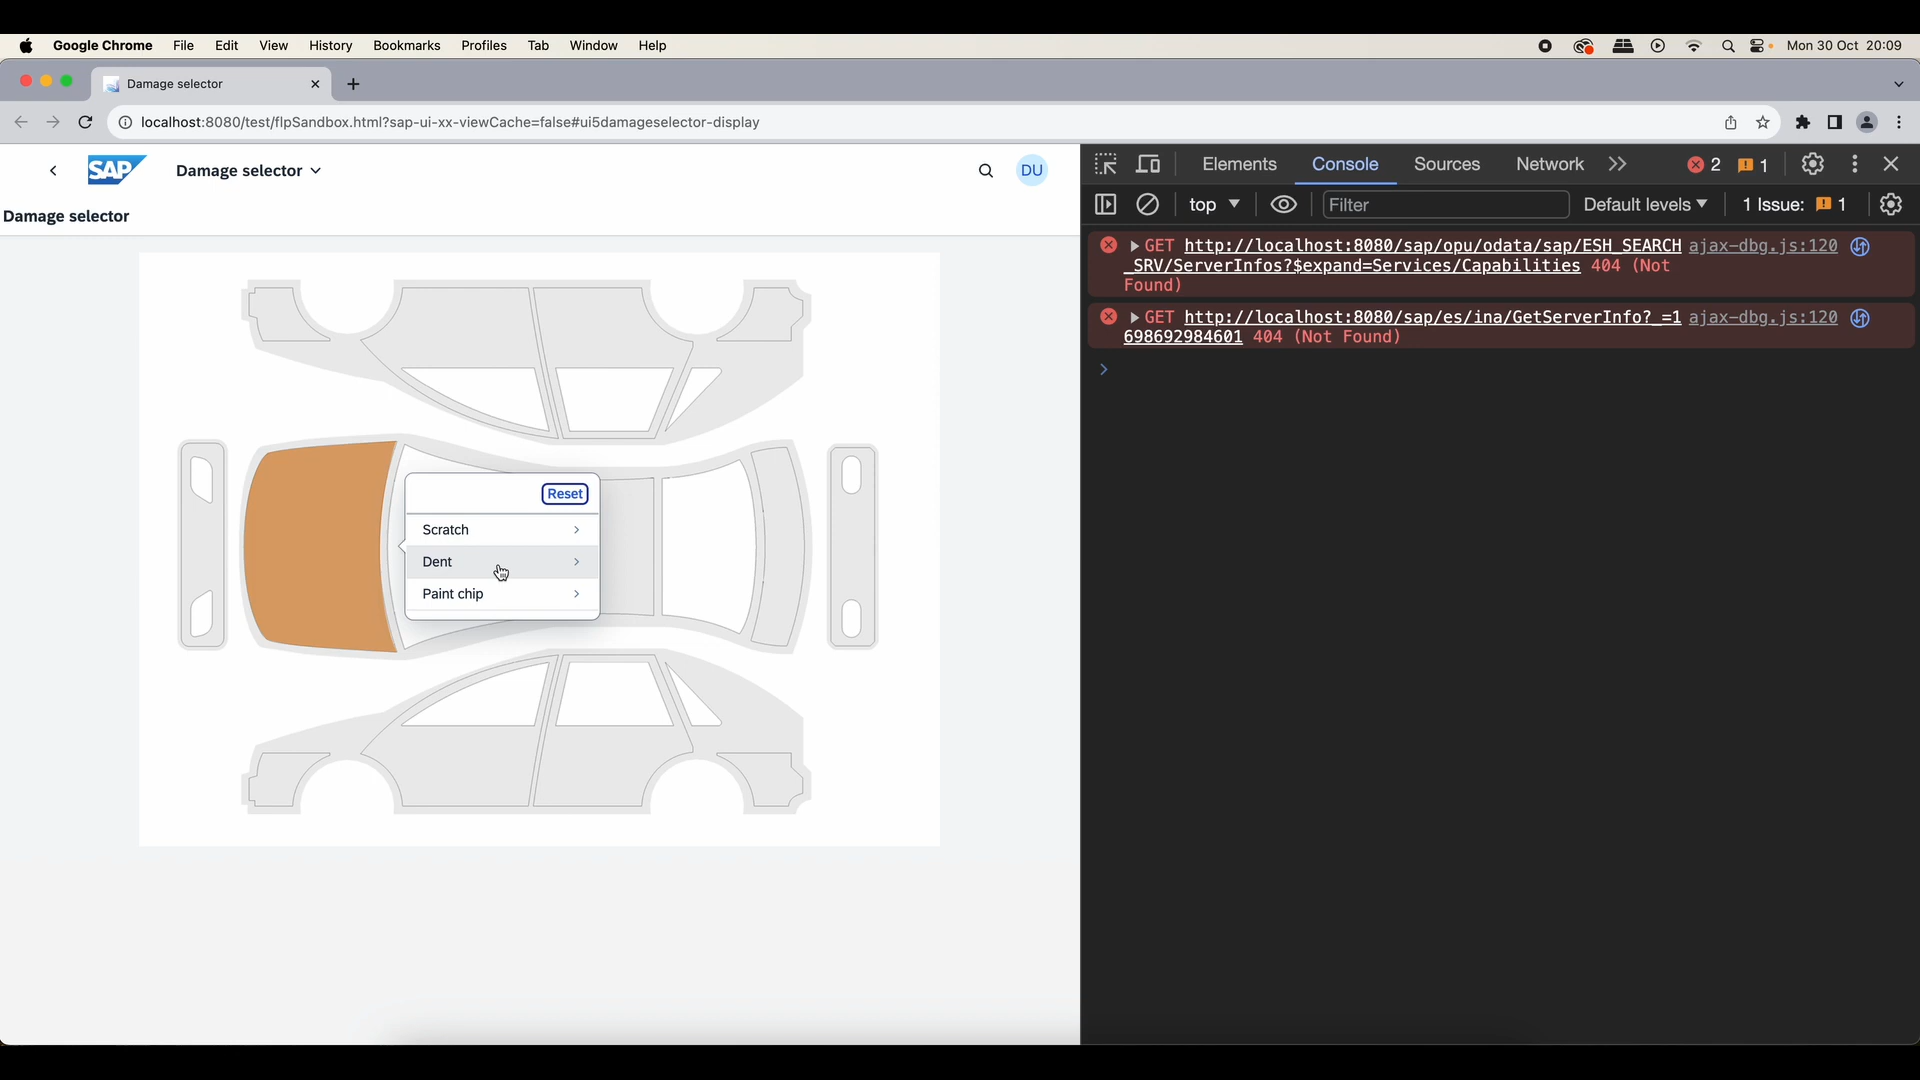 Google Chrome File Edit View History Bookmarks Profiles Tab Window Help Mon 30 Oct 20:09
Damage selector
localhost:8080/test/flpSandbox.html?sap-ui-xx-viewCache=false#ui5damageselector-display
SAP Damage selector DU
Damage selector
Reset
Scratch
Dent
Paint chip
Elements Console Sources Network 2 1
top Filter Default levels 1 Issue: 1
GET http://localhost:8080/sap/opu/odata/sap/ESH_SEARCH ajax-dbg.js:120
_SRV/ServerInfos?$expand=Services/Capabilities 404 (Not
Found)
GET http://localhost:8080/sap/es/ina/GetServerInfo?_=1 ajax-dbg.js:120
698692984601 404 (Not Found)